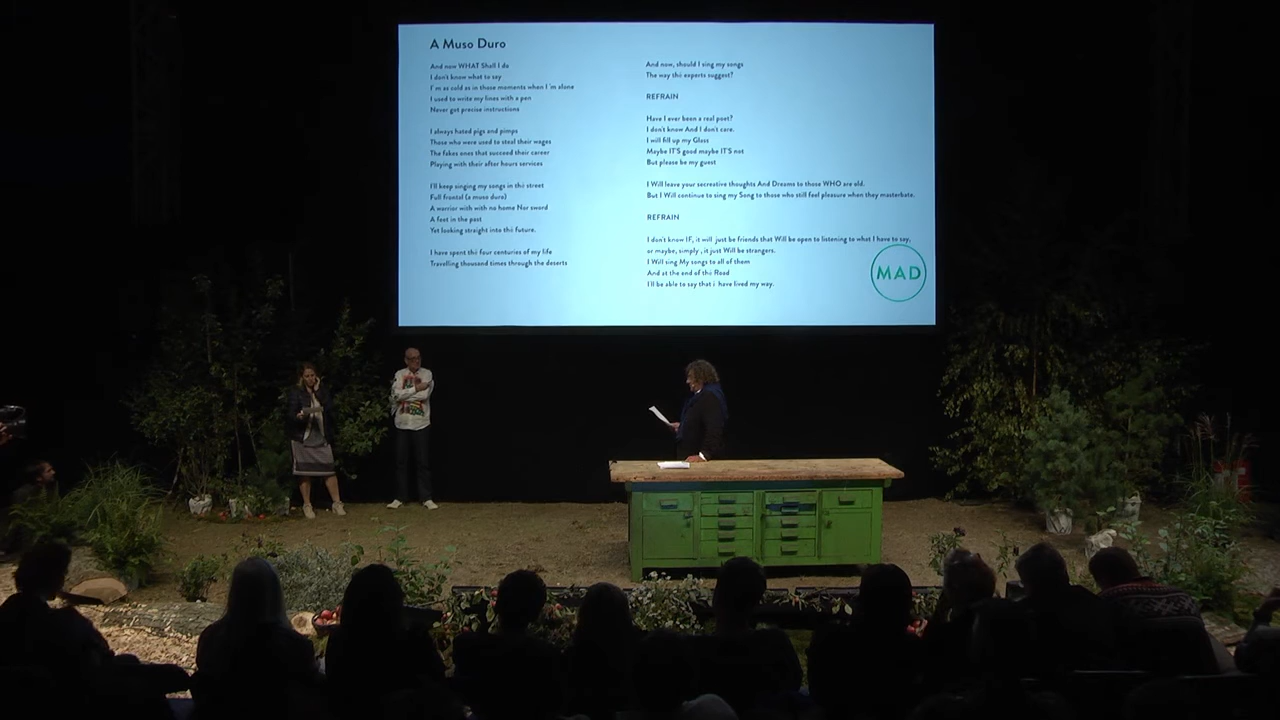 A Muso Duro
And now WHAT Shall I do
I don't know what to say
I'm as cold as in those moments when I'm alone
I used to write my lines with a pen
Never got precise instructions
I always hated pigs and pimps
Those who were used to steal their wages
The fakes ones that succeed their career
Playing with their after hours services
I'll keep singing my songs in thi street
Full frontal (a muso duro)
A warrior with with no home Nor sword
A feet in the past
Yet looking straight into thi future.
I have spent thi four centuries of my life
Travelling thousand times through the deserts
And now, should I sing my songs
The way thi experts suggest?
REFRAIN
Have I ever been a real poet?
I don't know And I don't care.
I will fill up my Glass
Maybe IT'S good maybe IT'S not
But please be my guest
I Will leave your secreative thoughts And Dreams to those WHO are old.
But I Will continue to sing my Song to those who still feel pleasure when they masterbate.
REFRAIN
I don't know IF, it will just be friends that Will be open to listening to what I have to say,
or maybe, simply , it just Will be strangers.
I Will sing My songs to all of them
And at the end of thi Road
I'll be able to say that i have lived my way.
MAD